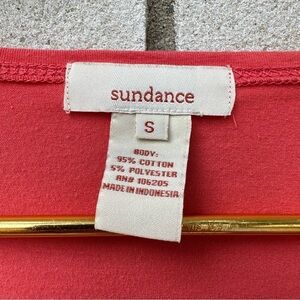 sundance
S
BODY:
95% COTTON
5% POLYESTER
RN# 106205
MADE IN INDONESIA